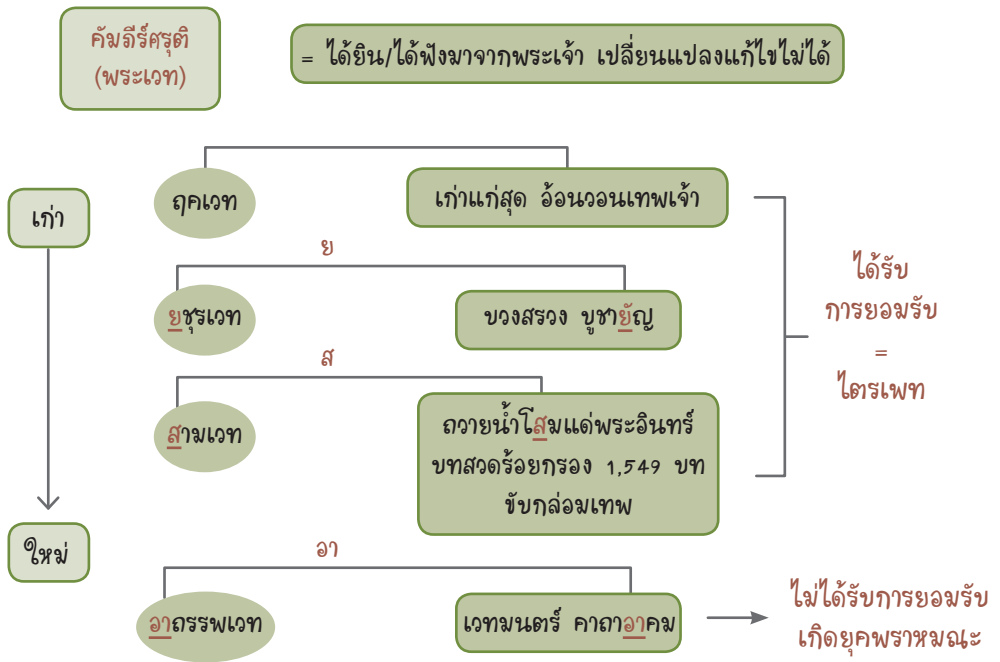 คัมภีร์ศรุติ
(พระเวท)
= ได้ยิน/ได้ฟังมาจากพระเจ้า เปลี่ยนแปลงแก้ไขไม่ได้
เก่า
ฤคเวท
เก่าแก่สุด อ้อนวอนเทพเจ้า
ย
ยชุรเวท
บวงสรวง บูชายัญ
ส
สามเวท
ถวายน้ำโสมแด่พระอินทร์
บทสวดร้อยกรอง 1,549 บท
ขับกล่อมเทพ
ได้รับ
การยอมรับ
=
ไตรเพท
ใหม่
อา
อาถรรพเวท
เวทมนตร์ คาถาอาคม
ไม่ได้รับการยอมรับ
เกิดยุคพราหมณะ